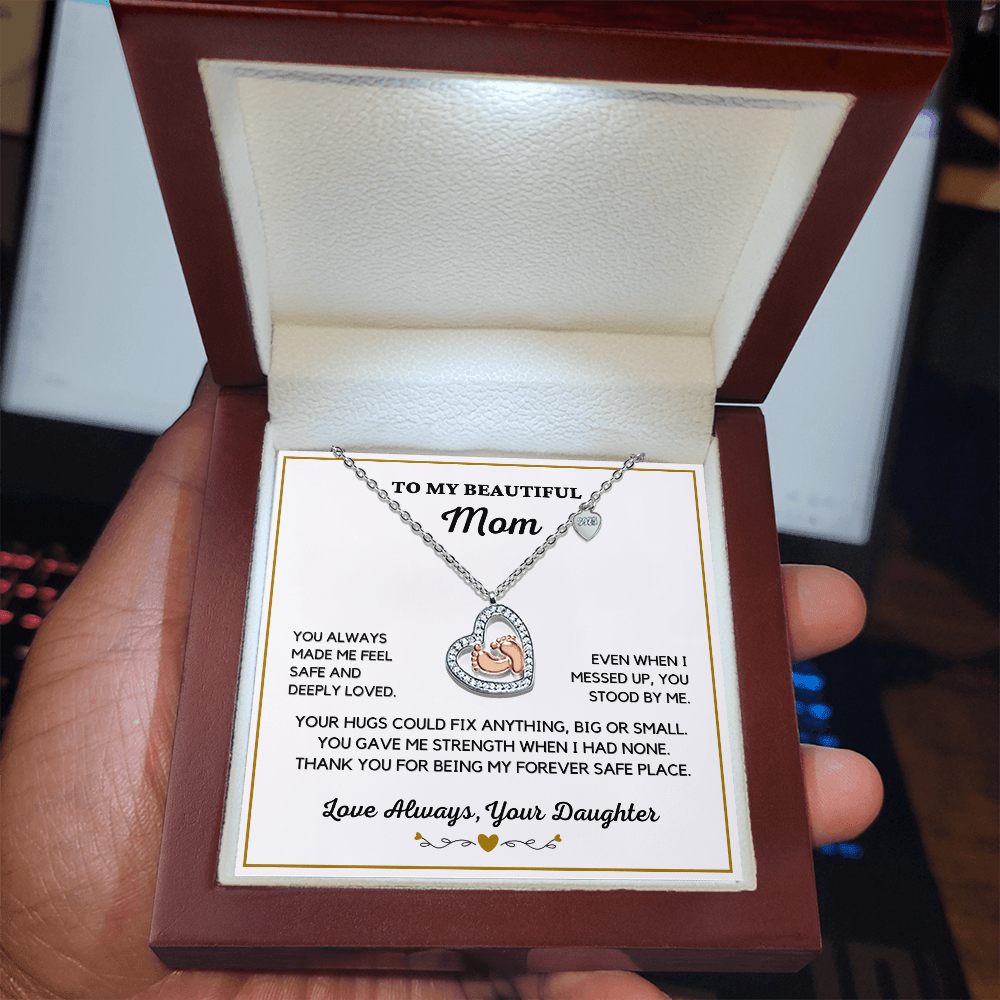 TO MY BEAUTIFUL
Mom
YOU ALWAYS
MADE ME FEEL
SAFE AND
DEEPLY LOVED.
EVEN WHEN I
MESSED UP, YOU
STOOD BY ME.
YOUR HUGS COULD FIX ANYTHING, BIG OR SMALL.
YOU GAVE ME STRENGTH WHEN I HAD NONE.
THANK YOU FOR BEING MY FOREVER SAFE PLACE.
Love Always, Your Daughter